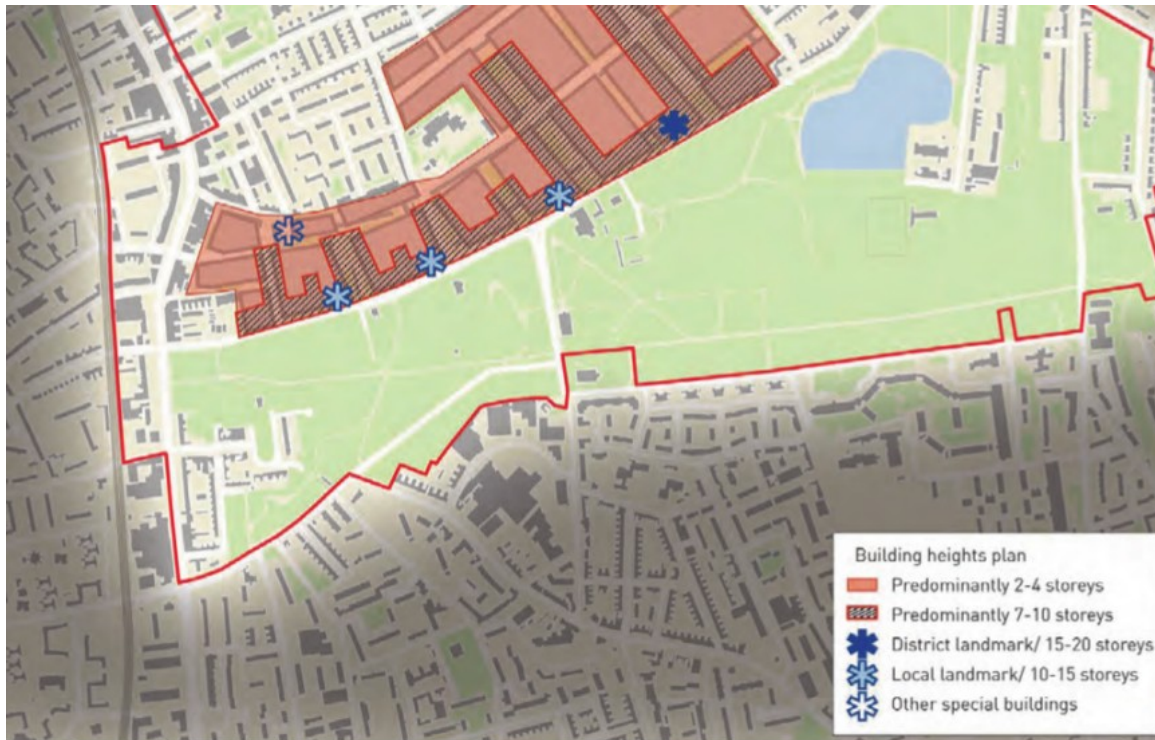 Building heights plan
Predominantly 2-4 storeys
Predominantly 7-10 storeys
District landmark/ 15-20 storeys
Local landmark/ 10-15 storeys
Other special buildings